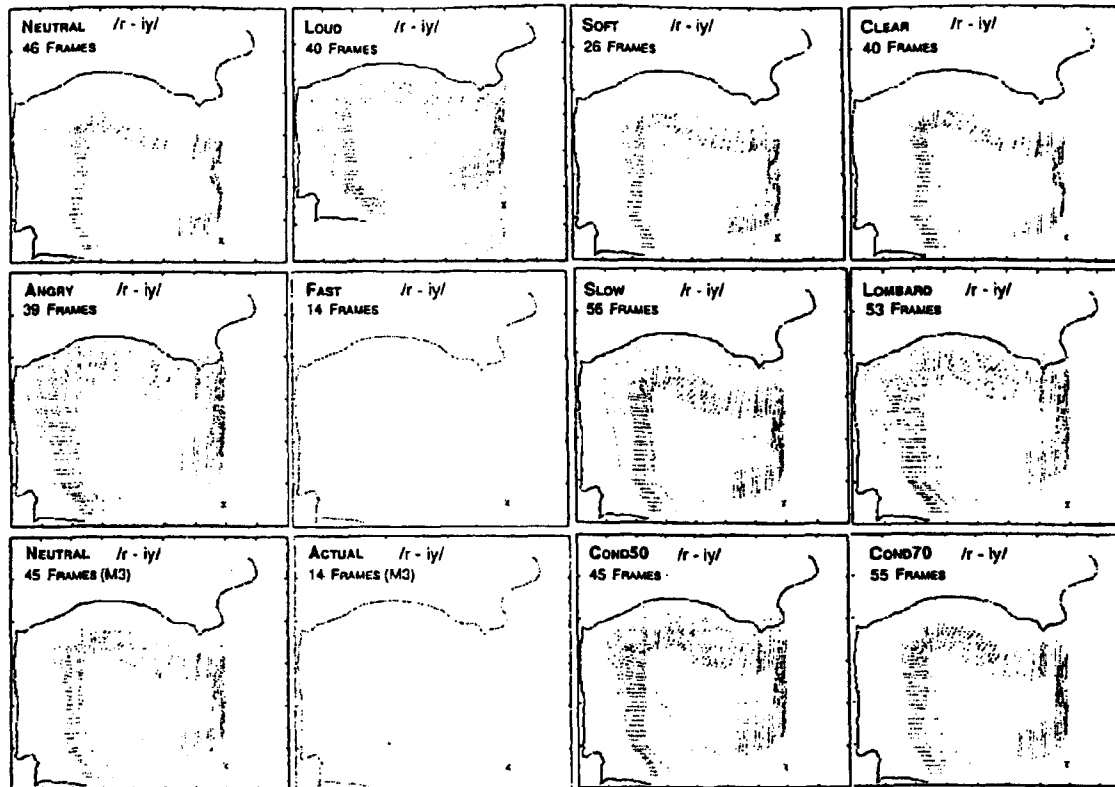 NEUTRAL /r - iy/
46 FRAMES
LOUD /r - iy/
40 FRAMES
SOFT /r - iy/
26 FRAMES
CLEAR /r - iy/
40 FRAMES
ANGRY /r - iy/
39 FRAMES
FAST /r - iy/
14 FRAMES
SLOW /r - iy/
56 FRAMES
LOMBARD /r - iy/
53 FRAMES
NEUTRAL /r - iy/
45 FRAMES (M3)
ACTUAL /r - iy/
14 FRAMES (M3)
COND50 /r - iy/
45 FRAMES
COND70 /r - iy/
55 FRAMES